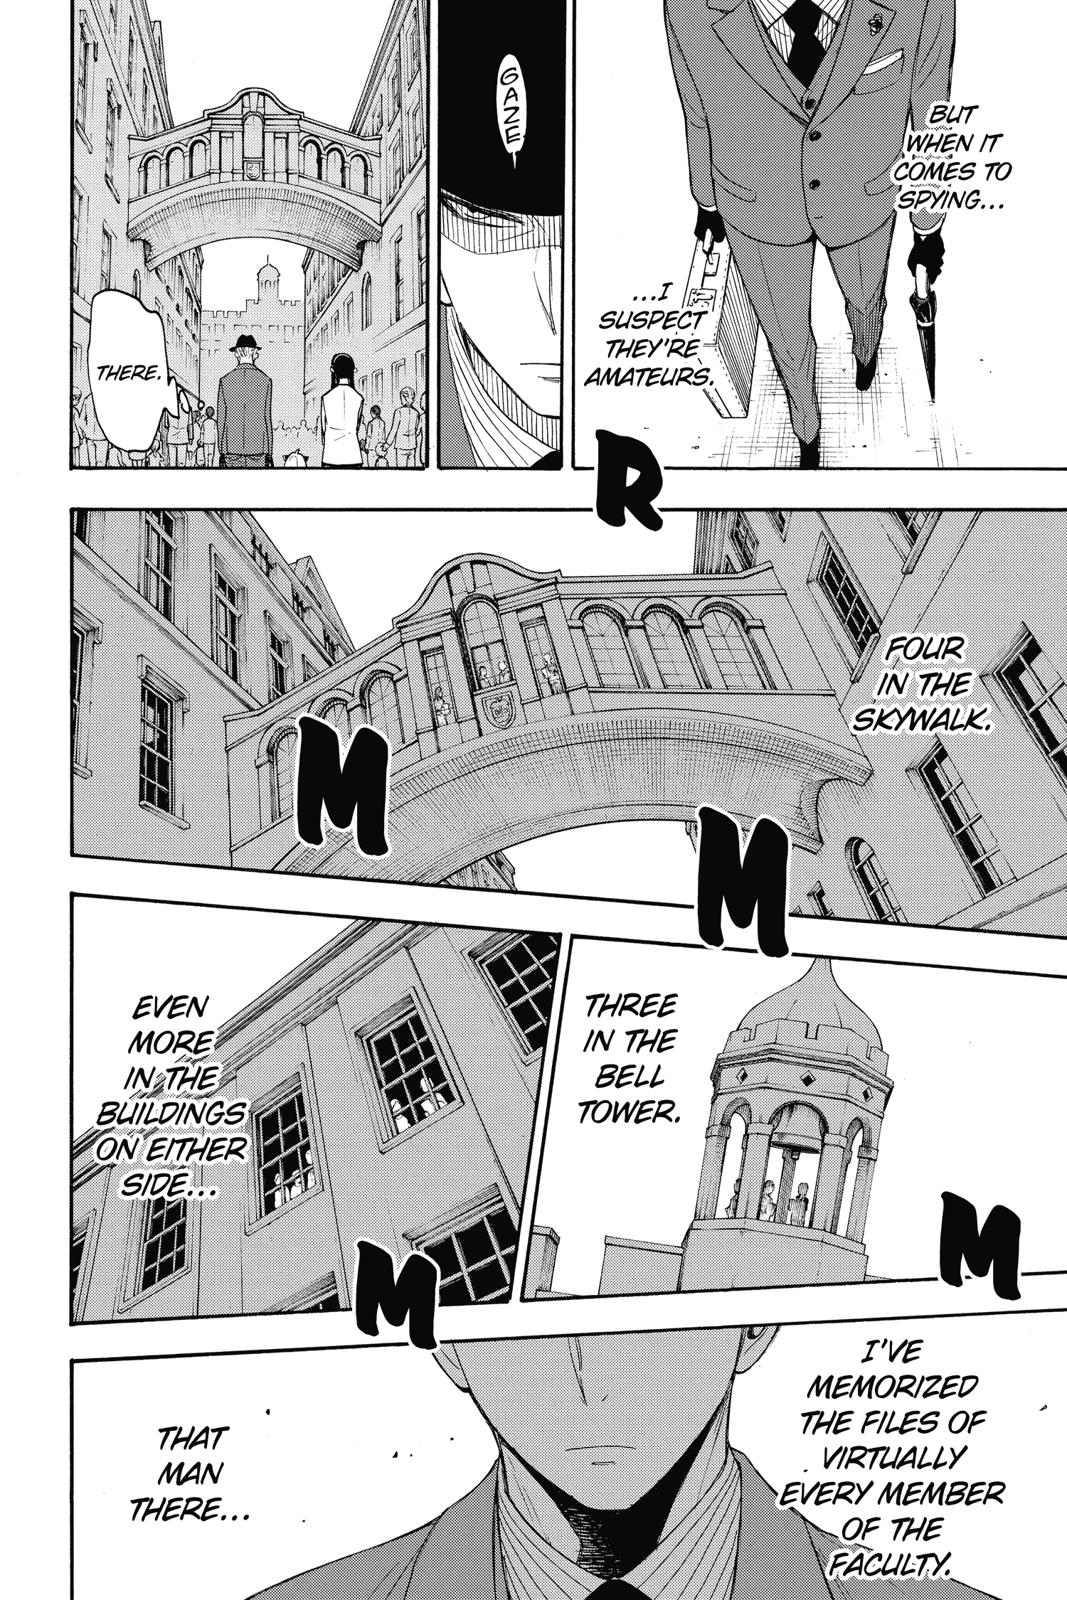 BUT
WHEN IT
COMES TO
SPYING...
...I
SUSPECT
THEY'RE
AMATEURS.
GAZE
THERE.
R
M
M
M
M
FOUR
IN THE
SKYWALK.
THREE
IN THE
BELL
TOWER.
EVEN
MORE
IN THE
BUILDINGS
ON EITHER
SIDE...
I'VE
MEMORIZED
THE FILES OF
VIRTUALLY
EVERY MEMBER
OF THE
FACULTY.
THAT
MAN
THERE...